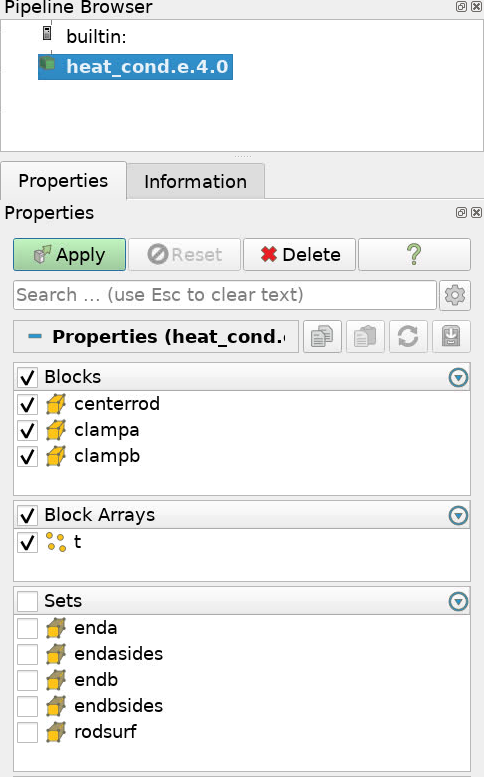 Pipeline Browser
builtin:
heat_cond.e.4.0
Properties Information
Properties
Apply Reset Delete ?
Search ... (use Esc to clear text)
Properties (heat_cond.
Blocks
centerrod
clampa
clampb
Block Arrays
t
Sets
enda
endasides
endb
endbsides
rodsurf